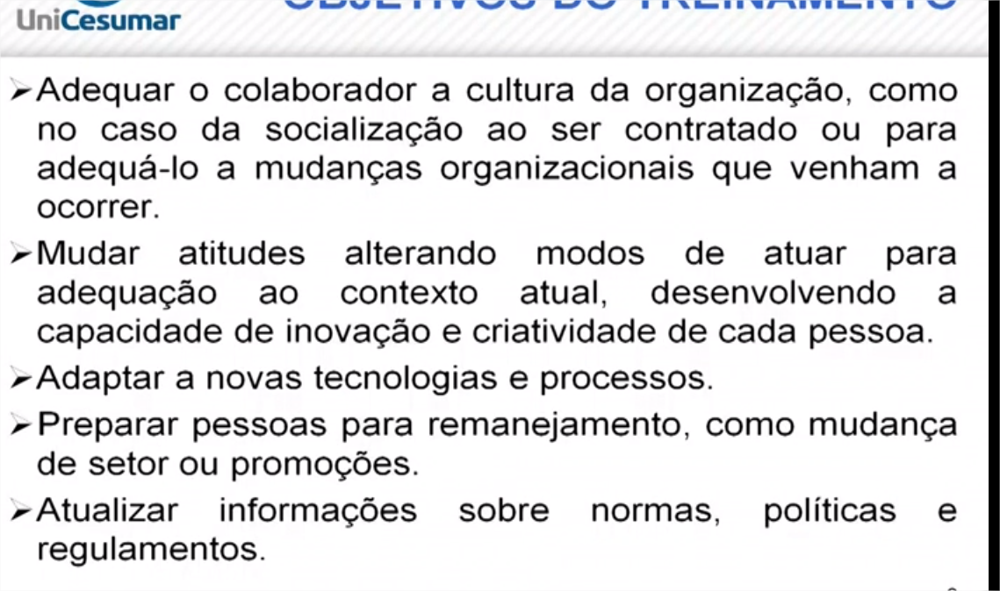 OBJETIVOS DO TREINAMENTO
UniCesumar
➢Adequar o colaborador a cultura da organização, como
no caso da socialização ao ser contratado ou para
adequá-lo a mudanças organizacionais que venham a
ocorrer.
➢Mudar atitudes alterando modos de atuar para
adequação ao contexto atual, desenvolvendo a
capacidade de inovação e criatividade de cada pessoa.
➢Adaptar a novas tecnologias e processos.
➢Preparar pessoas para remanejamento, como mudança
de setor ou promoções.
➢Atualizar informações sobre normas, políticas e
regulamentos.